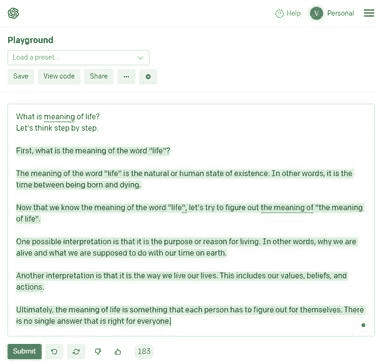 Help
V
Personal
Playground
Load a preset...
Save
View code
Share
...
What is meaning of life?
Let's think step by step.
First, what is the meaning of the word "life"?
The meaning of the word "life" is the natural or human state of existence. In other words, it is the
time between being born and dying.
Now that we know the meaning of the word "life", let's try to figure out the meaning of "the meaning
of life".
One possible interpretation is that it is the purpose or reason for living. In other words, why we are
alive and what we are supposed to do with our time on earth.
Another interpretation is that it is the way we live our lives. This includes our values, beliefs, and
actions.
Ultimately, the meaning of life is something that each person has to figure out for themselves. There
is no single answer that is right for everyone.
Submit
183